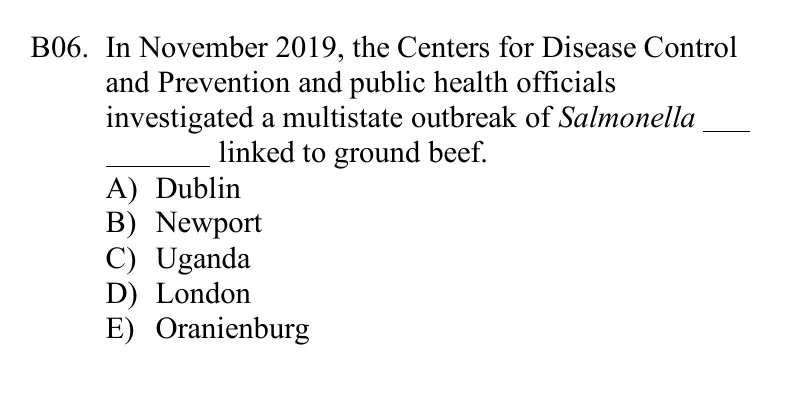 B06. In November 2019, the Centers for Disease Control
and Prevention and public health officials
investigated a multistate outbreak of Salmonella ___
_______ linked to ground beef.
A) Dublin
B) Newport
C) Uganda
D) London
E) Oranienburg